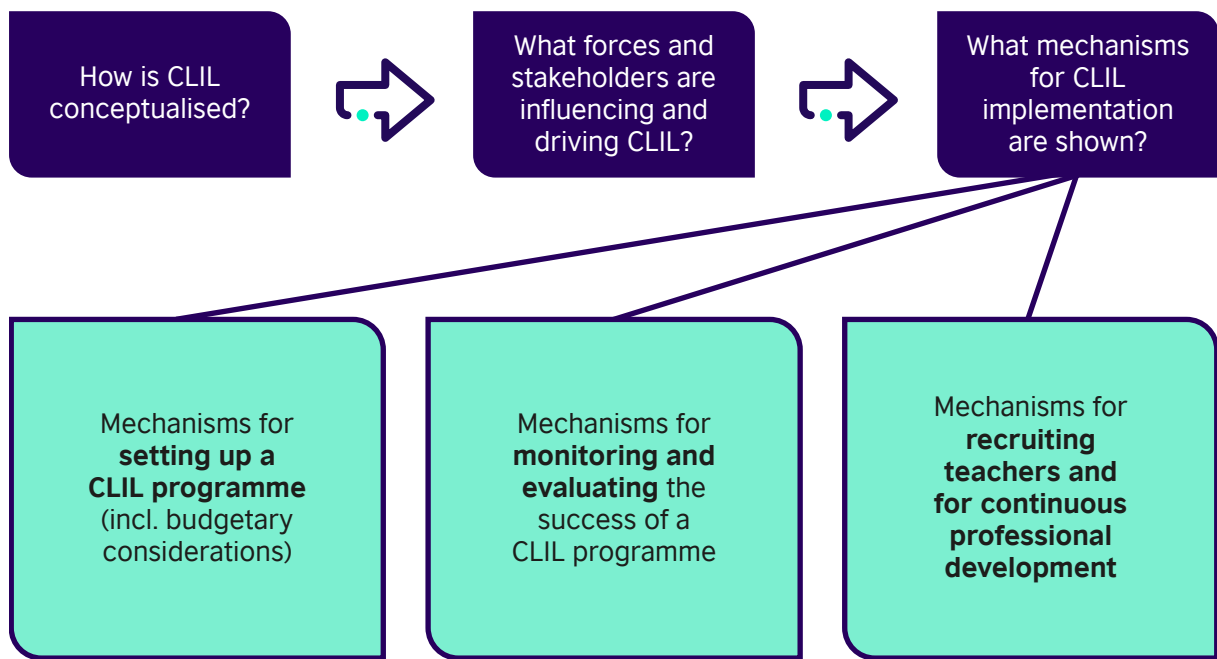 How is CLIL
conceptualised?
What forces and
stakeholders are
influencing and
driving CLIL?
What mechanisms
for CLIL
implementation
are shown?
Mechanisms for
setting up a
CLIL programme
(incl. budgetary
considerations)
Mechanisms for
monitoring and
evaluating the
success of a
CLIL programme
Mechanisms for
recruiting
teachers and
for continuous
professional
development